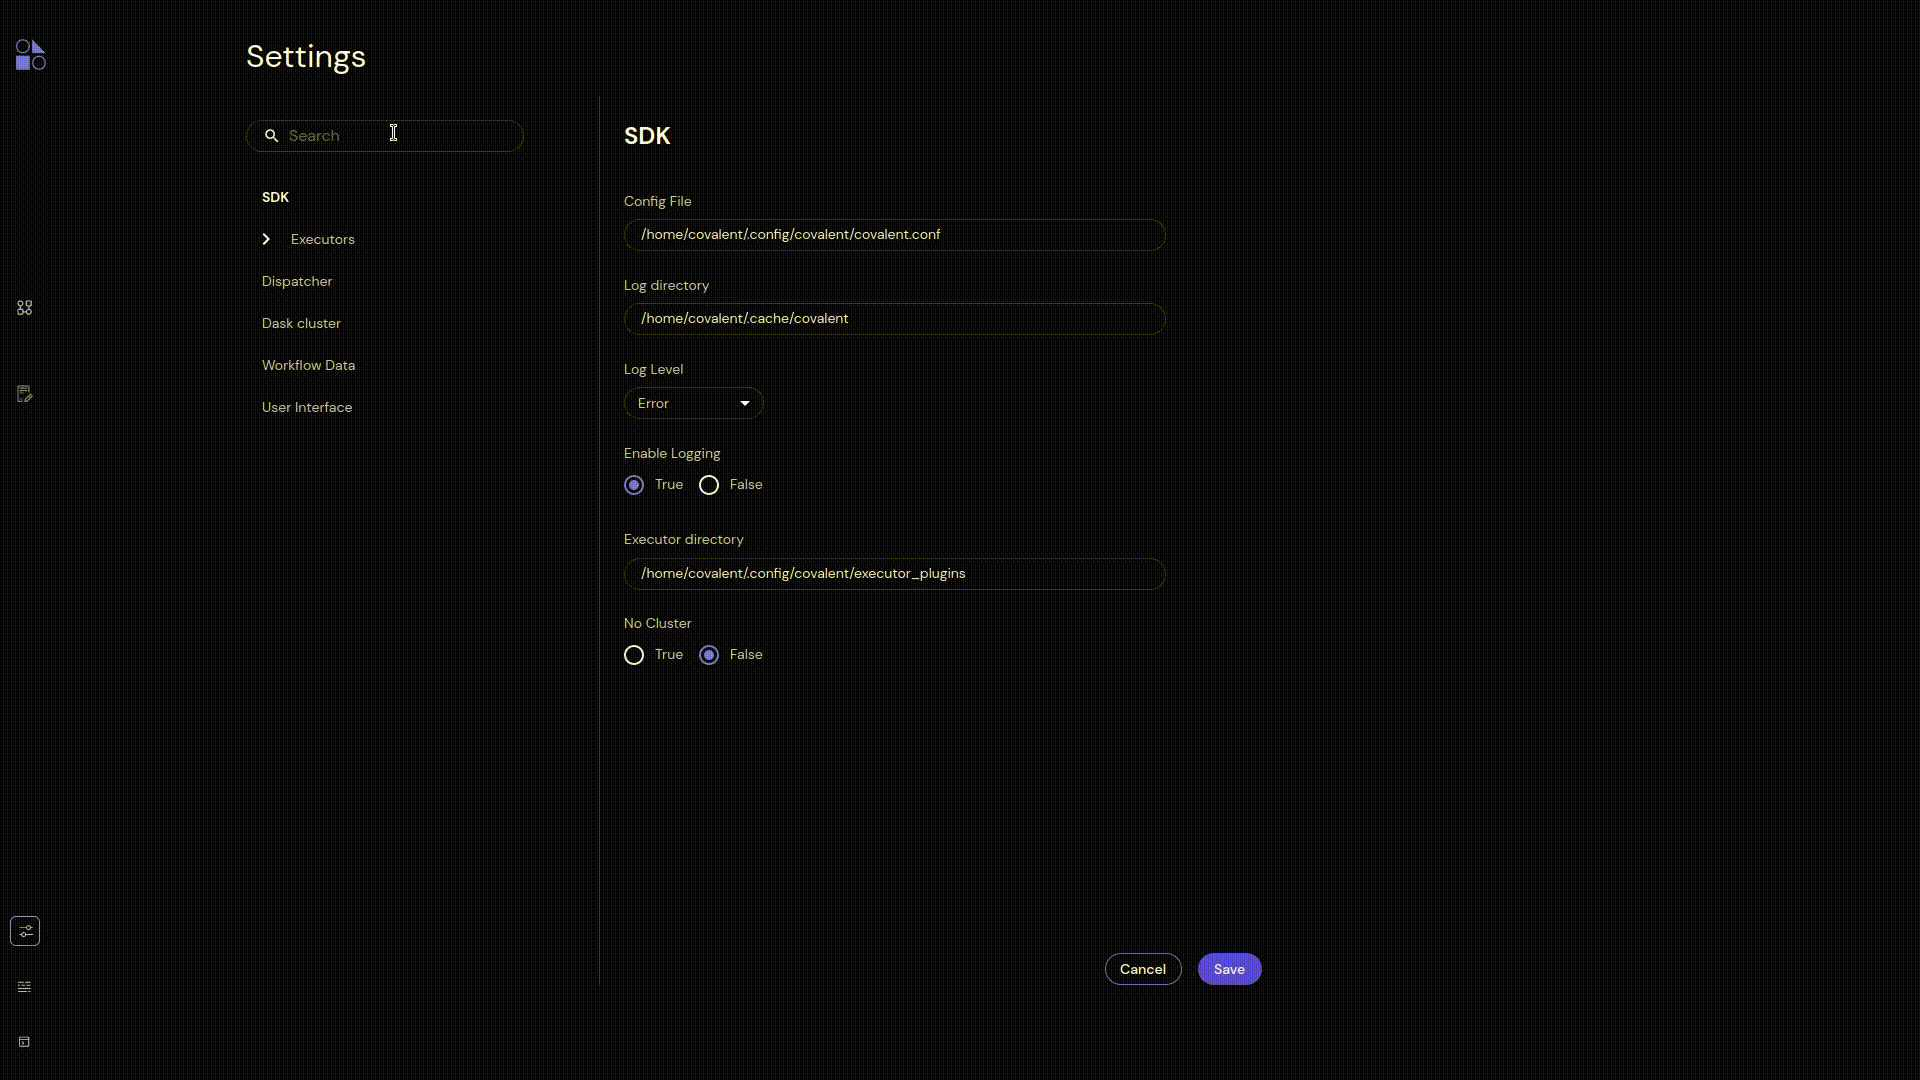 Settings
Search
SDK
Executors
Dispatcher
Dask cluster
Workflow Data
User Interface
SDK
Config File
/home/covalent/.config/covalent/covalent.conf
Log directory
/home/covalent/.cache/covalent
Log Level
Error
Enable Logging
True False
Executor directory
/home/covalent/.config/covalent/executor_plugins
No Cluster
True False
Cancel Save